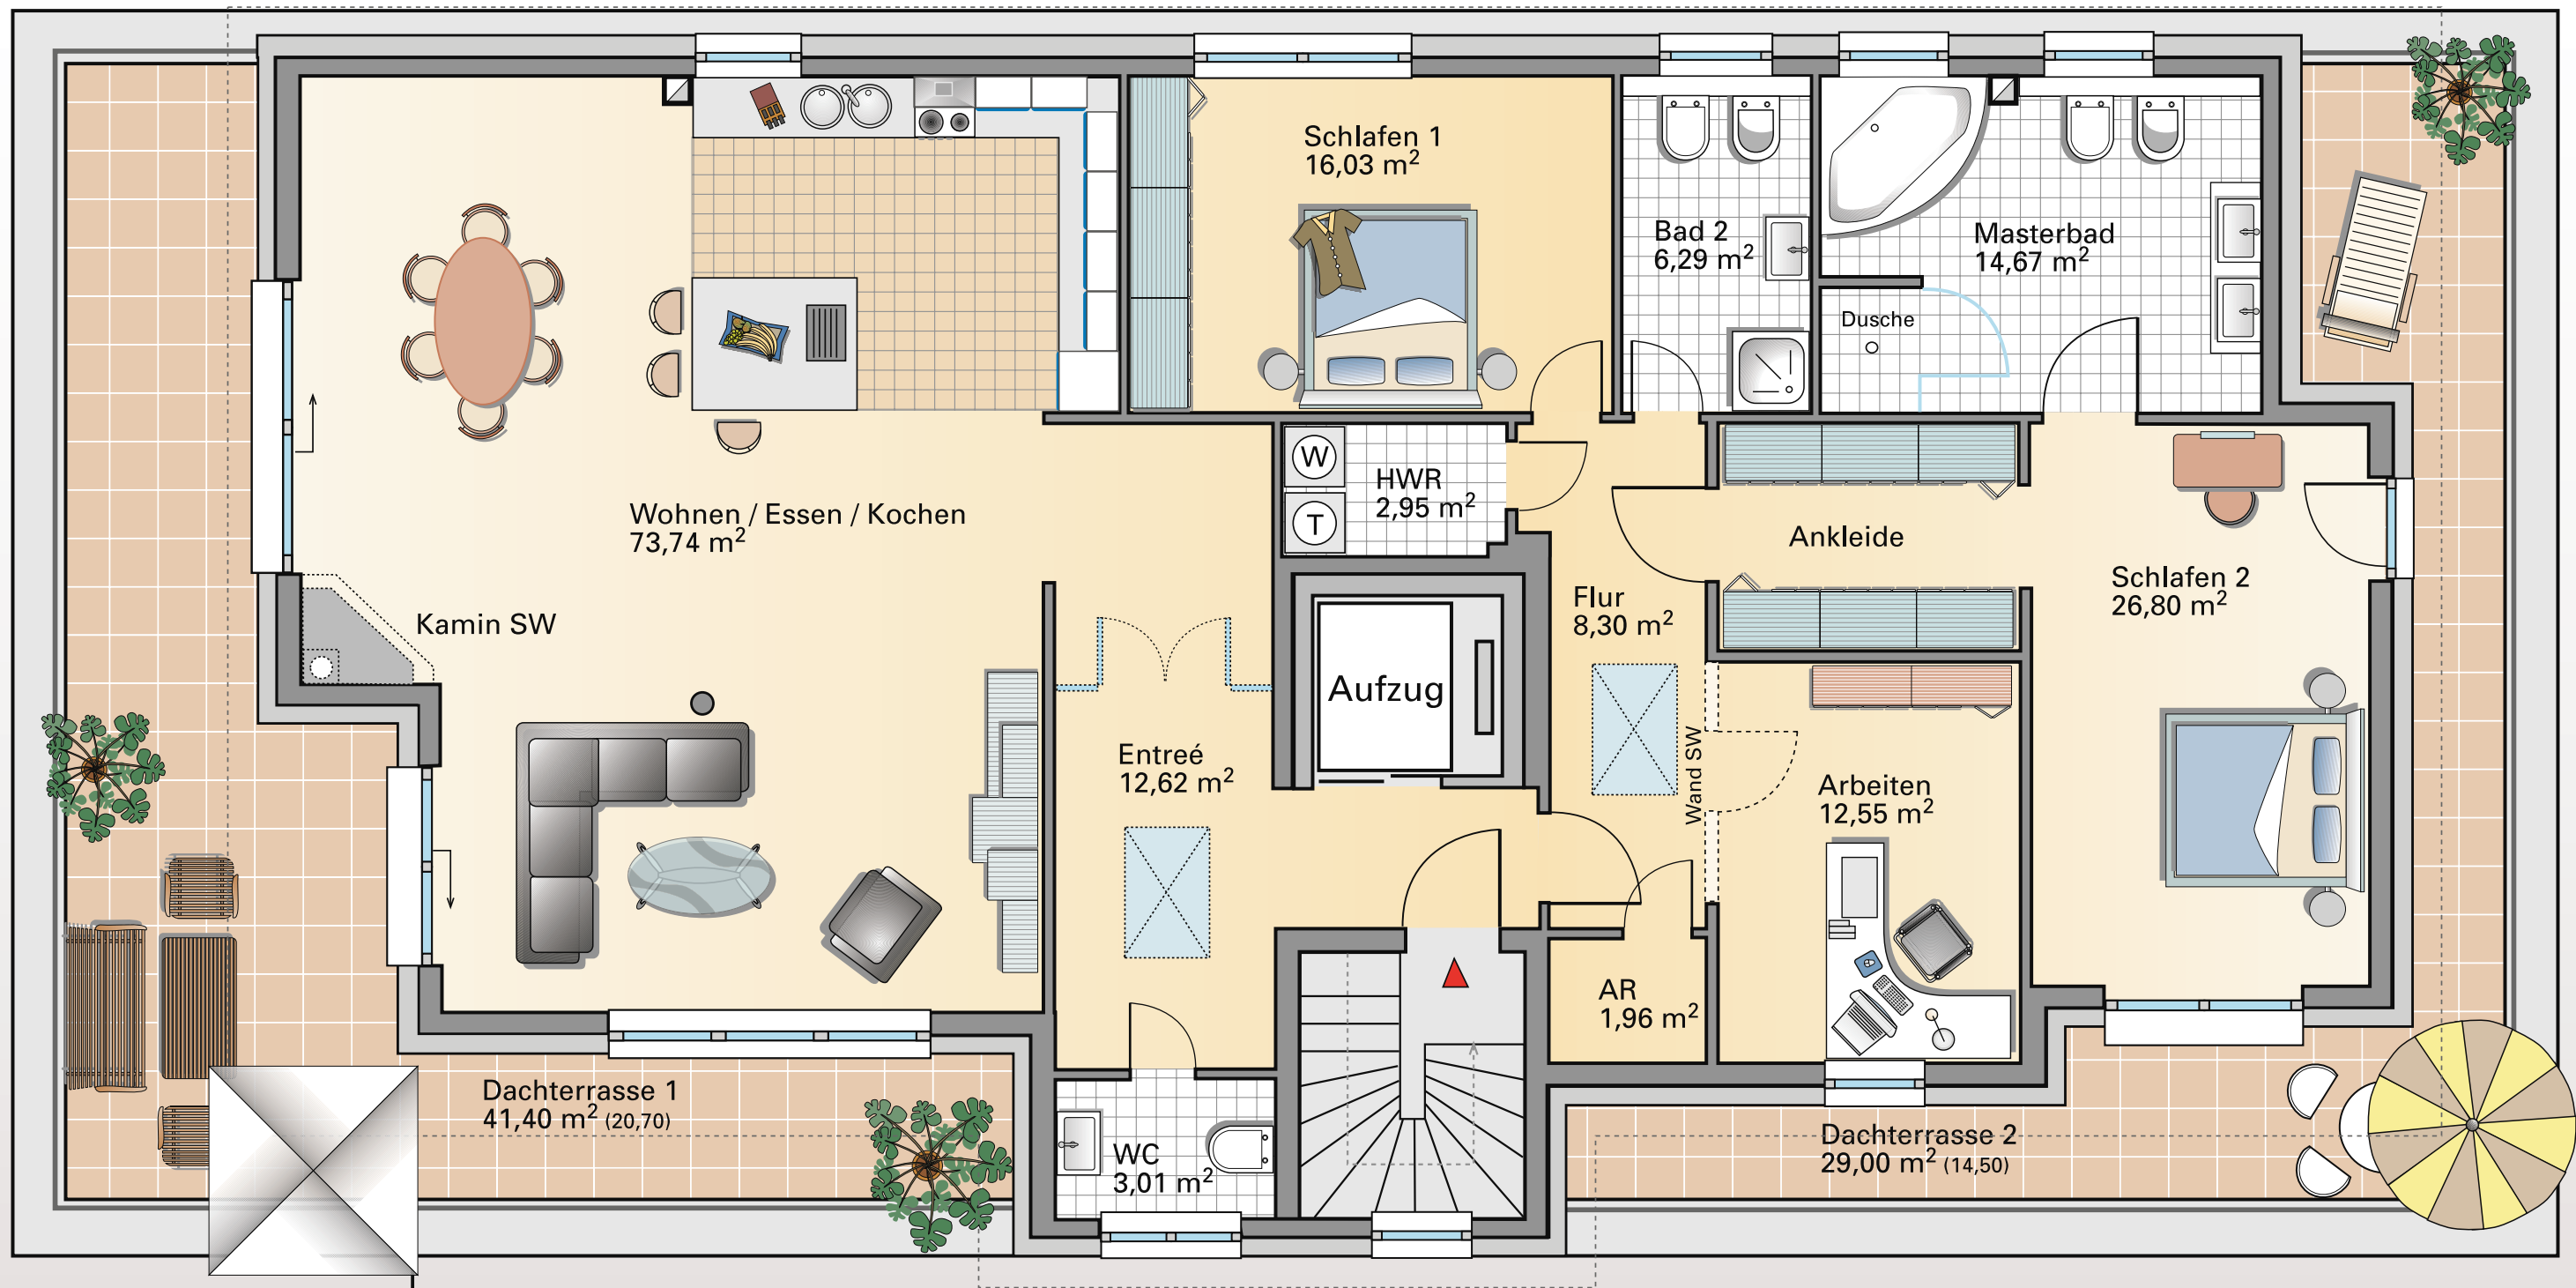 Schlafen 1
16,03 m²
Bad 2
6,29 m²
Masterbad
14,67 m²
Dusche
Wohnen / Essen / Kochen
73,74 m²
W
T
HWR
2,95 m²
Ankleide
Flur
8,30 m²
Schlafen 2
26,80 m²
Kamin SW
Aufzug
Entreé
12,62 m²
Wand SW
Arbeiten
12,55 m²
AR
1,96 m²
Dachterrasse 1
41,40 m² (20,70)
WC
3,01 m²
Dachterrasse 2
29,00 m² (14,50)